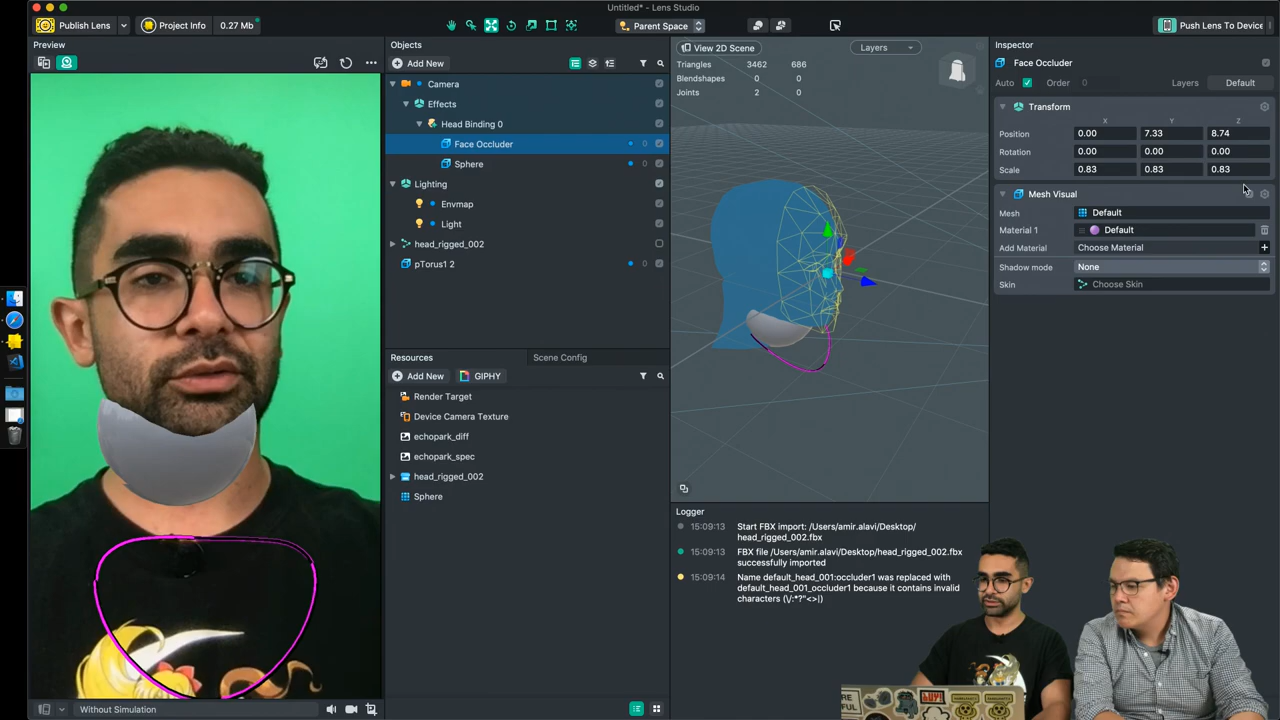 Untitled* - Lens Studio
Publish Lens
Project Info
0.27 Mb
Parent Space
Push Lens To Device
Preview
Without Simulation
Objects
Add New
Camera
Effects
Head Binding 0
Face Occluder
0
Sphere
0
Lighting
Envmap
Light
head_rigged_002
pTorus1 2
Resources
Scene Config
Add New
GIPHY
Render Target
Device Camera Texture
echopark_diff
echopark_spec
head_rigged_002
Sphere
View 2D Scene
Layers
Triangles 3462 686
Blendshapes 0 0
Joints 2 0
Logger
15:09:13 Start FBX import: /Users/amir.alavi/Desktop/
head_rigged_002.fbx
15:09:13 FBX file /Users/amir.alavi/Desktop/head_rigged_002.fbx
successfully imported
15:09:14 Name default_head_001:occluder1 was replaced with
default_head_001_occluder1 because it contains invalid
characters (\/:*?"<>|)
Inspector
Face Occluder
Auto Order 0 Layers Default
Transform
X Y Z
Position 0.00 7.33 8.74
Rotation 0.00 0.00 0.00
Scale 0.83 0.83 0.83
Mesh Visual
Mesh Default
Material 1 Default
Add Material Choose Material
Shadow mode None
Skin Choose Skin